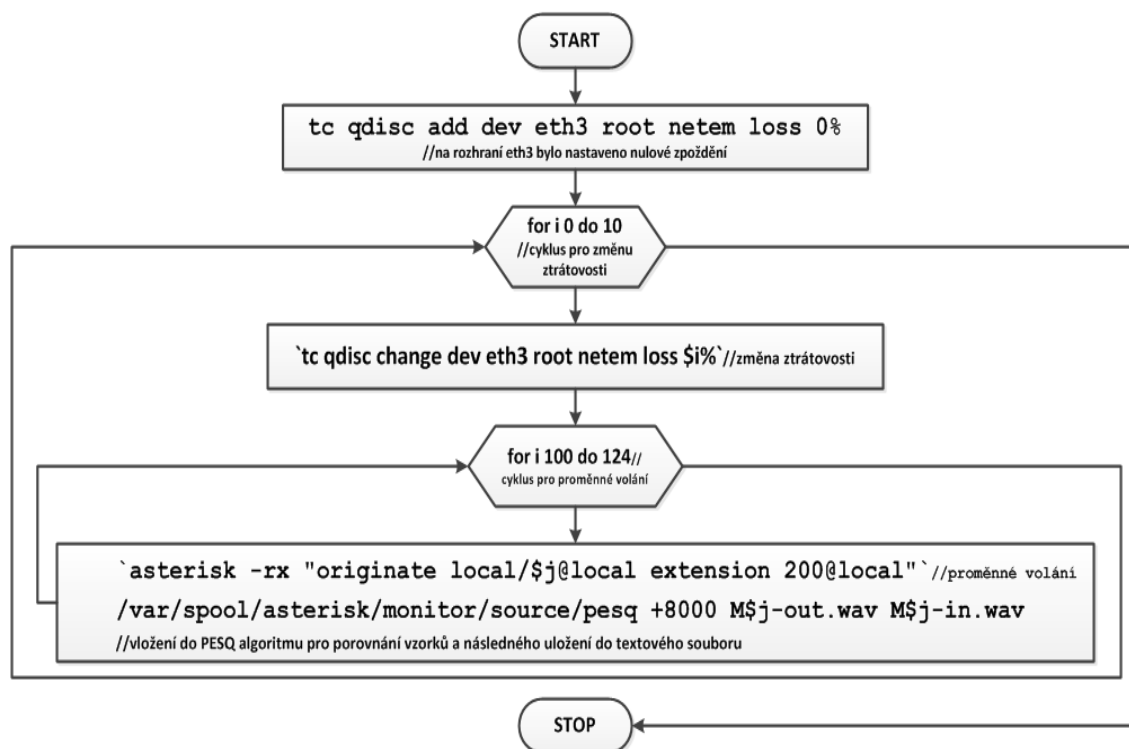 START
tc qdisc add dev eth3 root netem loss 0%
//na rozhraní eth3 bylo nastaveno nulové zpoždění
for i 0 do 10
//cyklus pro změnu
ztrátovosti
`tc qdisc change dev eth3 root netem loss $i%`//změna ztrátovosti
for i 100 do 124//
cyklus pro proměnné volání
`asterisk -rx "originate local/$j@local extension 200@local"`//proměnné volání
/var/spool/asterisk/monitor/source/pesq +8000 M$j-out.wav M$j-in.wav
//vložení do PESQ algoritmu pro porovnání vzorků a následného uložení do textového souboru
STOP